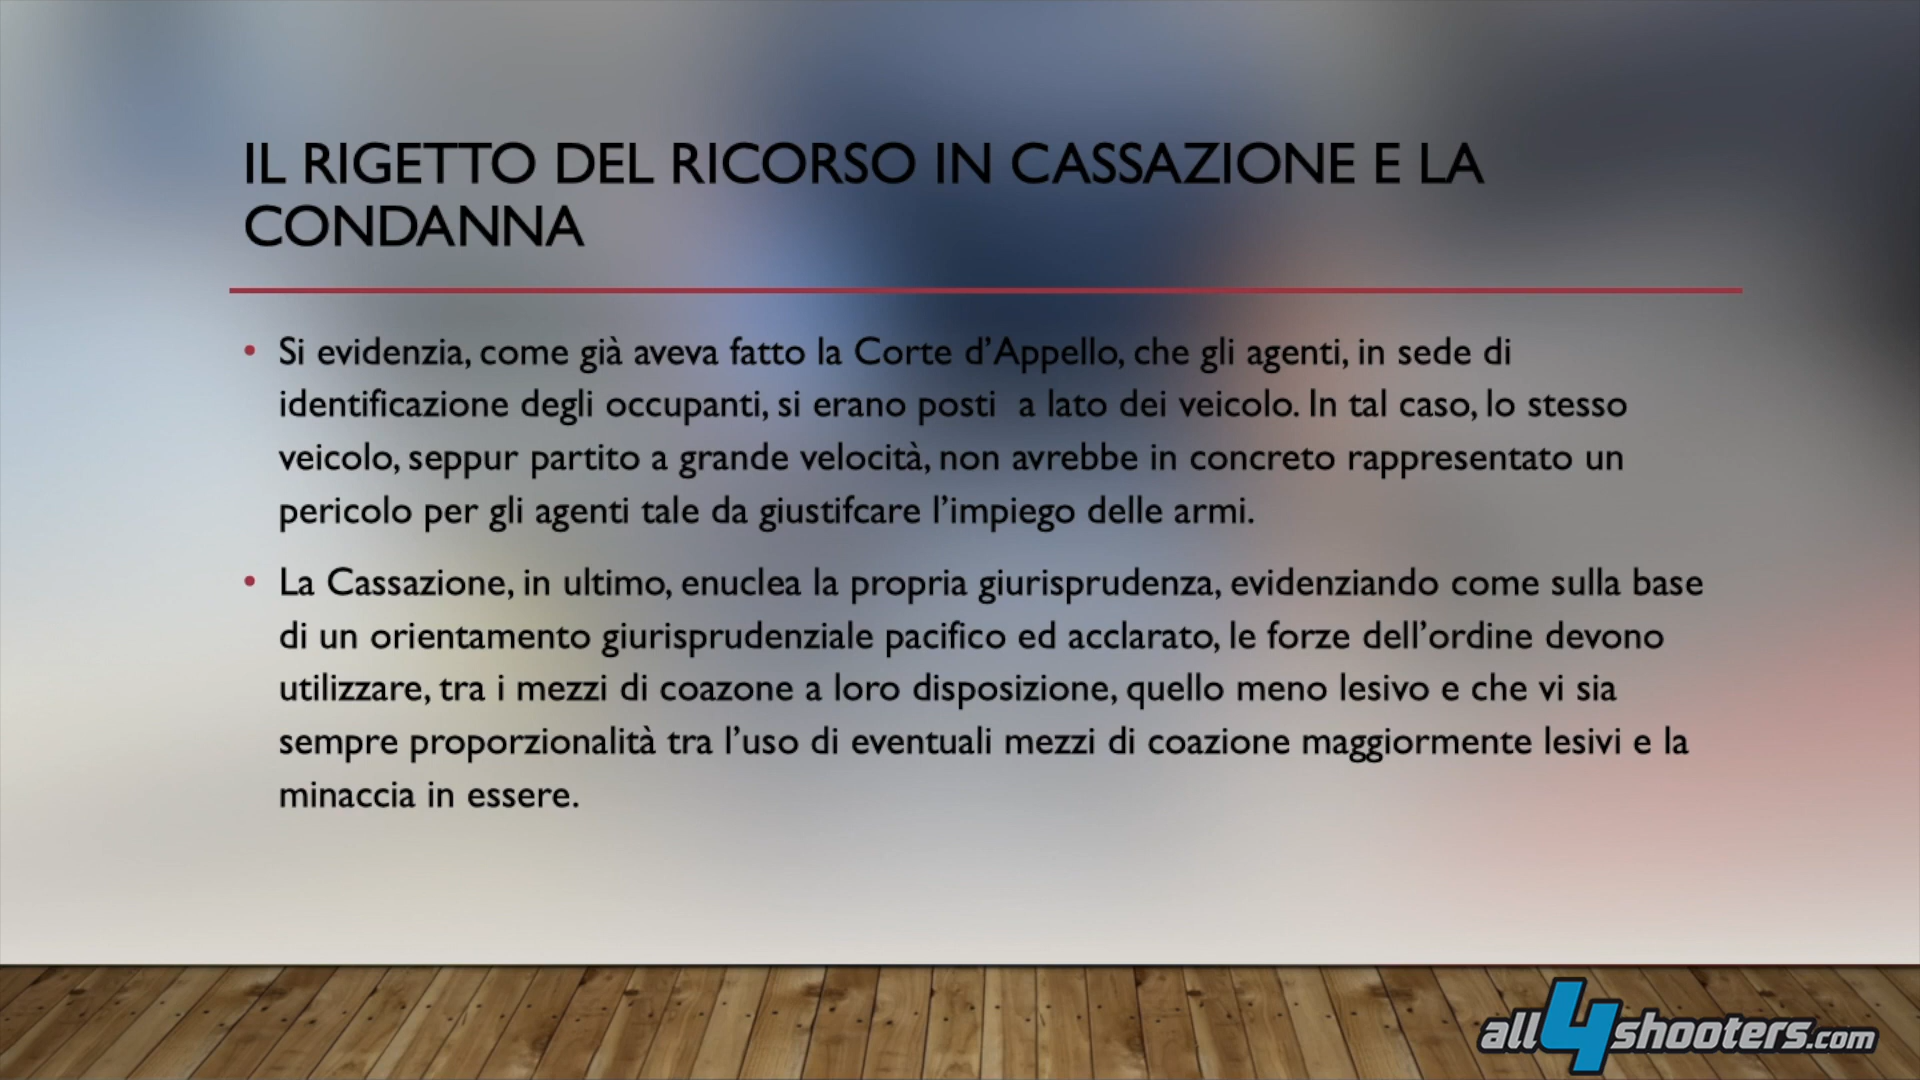 IL RIGETTO DEL RICORSO IN CASSAZIONE E LA
CONDANNA
• Si evidenzia, come già aveva fatto la Corte d’Appello, che gli agenti, in sede di
identificazione degli occupanti, si erano posti  a lato dei veicolo. In tal caso, lo stesso
veicolo, seppur partito a grande velocità, non avrebbe in concreto rappresentato un
pericolo per gli agenti tale da giustifcare l’impiego delle armi.
• La Cassazione, in ultimo, enuclea la propria giurisprudenza, evidenziando come sulla base
di un orientamento giurisprudenziale pacifico ed acclarato, le forze dell’ordine devono
utilizzare, tra i mezzi di coazone a loro disposizione, quello meno lesivo e che vi sia
sempre proporzionalità tra l’uso di eventuali mezzi di coazione maggiormente lesivi e la
minaccia in essere.
all4shooters.com